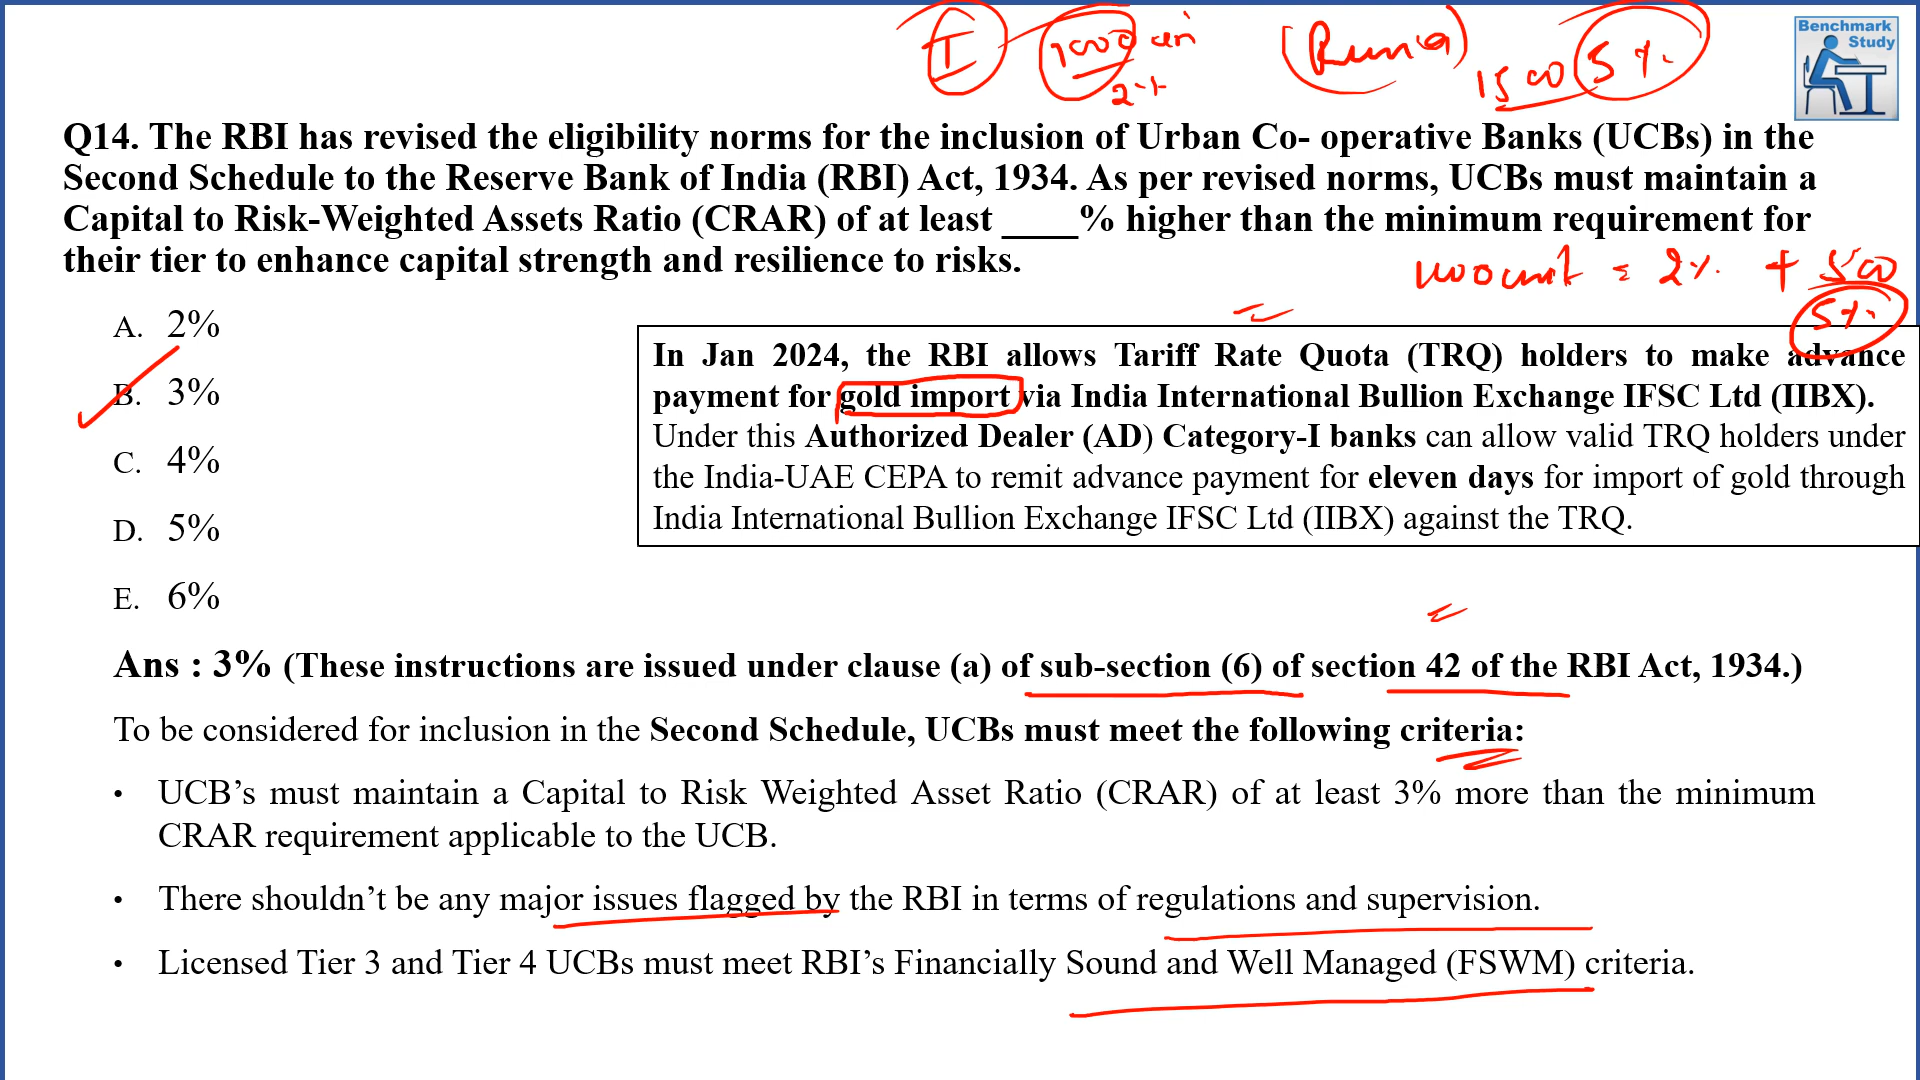 I 1000 (Russia) 1500 5%
2%
Benchmark
Study
Q14. The RBI has revised the eligibility norms for the inclusion of Urban Co- operative Banks (UCBs) in the
Second Schedule to the Reserve Bank of India (RBI) Act, 1934. As per revised norms, UCBs must maintain a
Capital to Risk-Weighted Assets Ratio (CRAR) of at least ____% higher than the minimum requirement for
their tier to enhance capital strength and resilience to risks.
= 2% + 500
5%
A. 2%
B. 3%
C. 4%
D. 5%
E. 6%
In Jan 2024, the RBI allows Tariff Rate Quota (TRQ) holders to make advance
payment for gold import via India International Bullion Exchange IFSC Ltd (IIBX).
Under this Authorized Dealer (AD) Category-I banks can allow valid TRQ holders under
the India-UAE CEPA to remit advance payment for eleven days for import of gold through
India International Bullion Exchange IFSC Ltd (IIBX) against the TRQ.
Ans : 3% (These instructions are issued under clause (a) of sub-section (6) of section 42 of the RBI Act, 1934.)
To be considered for inclusion in the Second Schedule, UCBs must meet the following criteria:
• UCB’s must maintain a Capital to Risk Weighted Asset Ratio (CRAR) of at least 3% more than the minimum
CRAR requirement applicable to the UCB.
• There shouldn’t be any major issues flagged by the RBI in terms of regulations and supervision.
• Licensed Tier 3 and Tier 4 UCBs must meet RBI’s Financially Sound and Well Managed (FSWM) criteria.